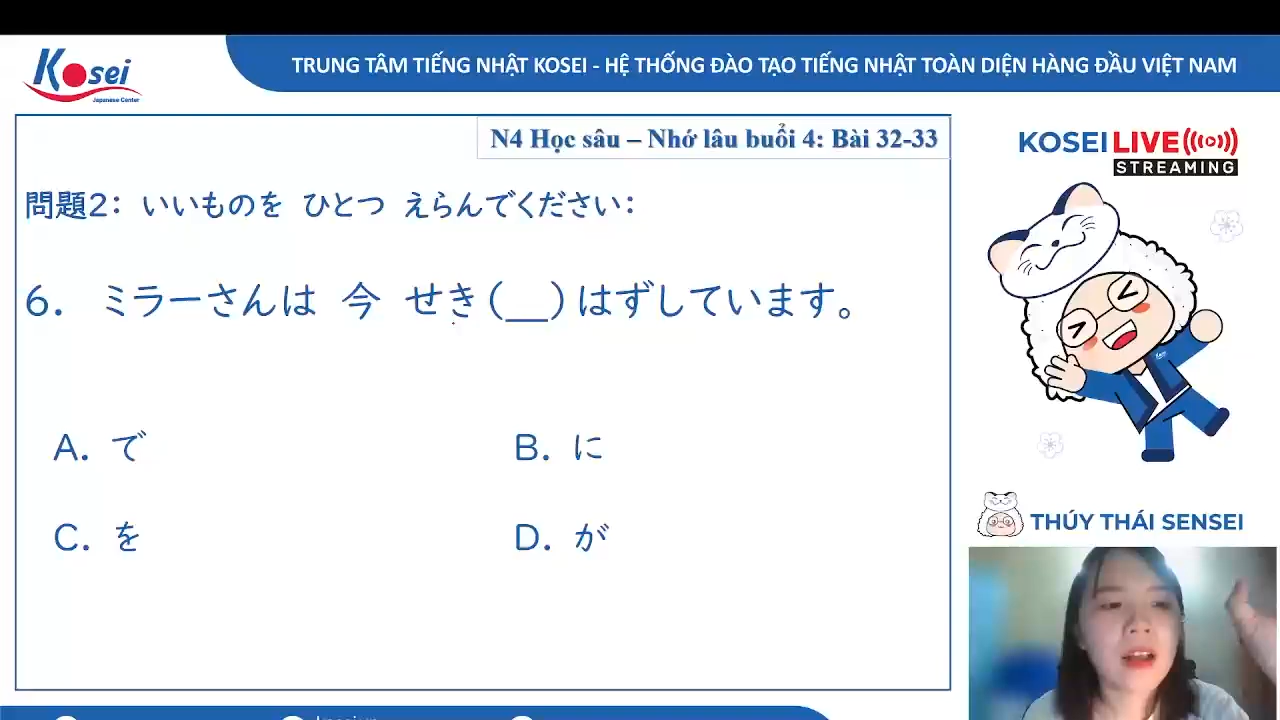 Kosei
Japanese Center
TRUNG TÂM TIẾNG NHẬT KOSEI - HỆ THỐNG ĐÀO TẠO TIẾNG NHẬT TOÀN DIỆN HÀNG ĐẦU VIỆT NAM
N4 Học sâu – Nhớ lâu buổi 4: Bài 32-33
KOSEI LIVE
STREAMING
問題2: いいものを ひとつ えらんでください:
6. ミラーさんは 今 せき(__)はずしています。
A. で
B. に
C. を
D. が
THÚY THÁI SENSEI